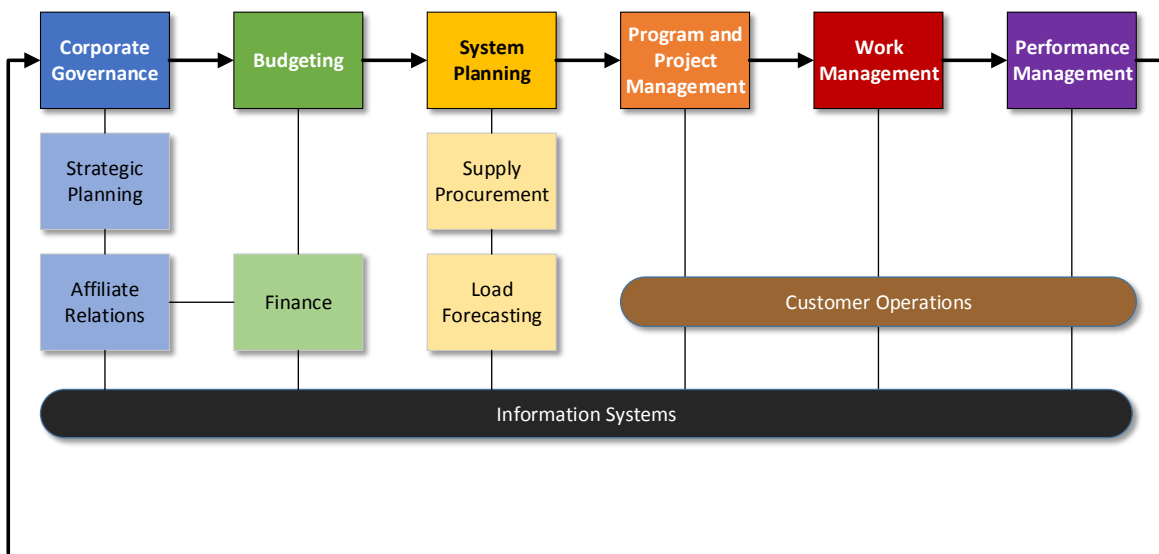 Corporate
Governance
Budgeting
System
Planning
Program and
Project
Management
Work
Management
Performance
Management
Strategic
Planning
Supply
Procurement
Affiliate
Relations
Finance
Load
Forecasting
Customer Operations
Information Systems